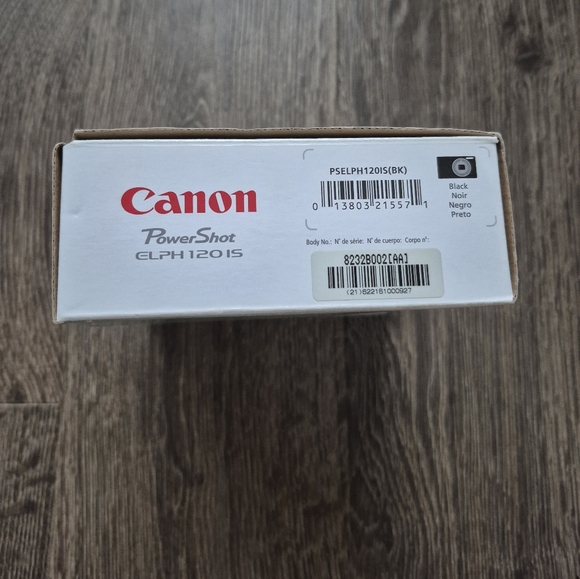 Canon
PowerShot
ELPH 120 IS
PSELPH120IS(BK)
0 13803 21557 1
Black
Noir
Negro
Preto
Body No.: N° de série: N° de cuerpo: Corpo n°:
8232B002[AA]
(21)622161000927